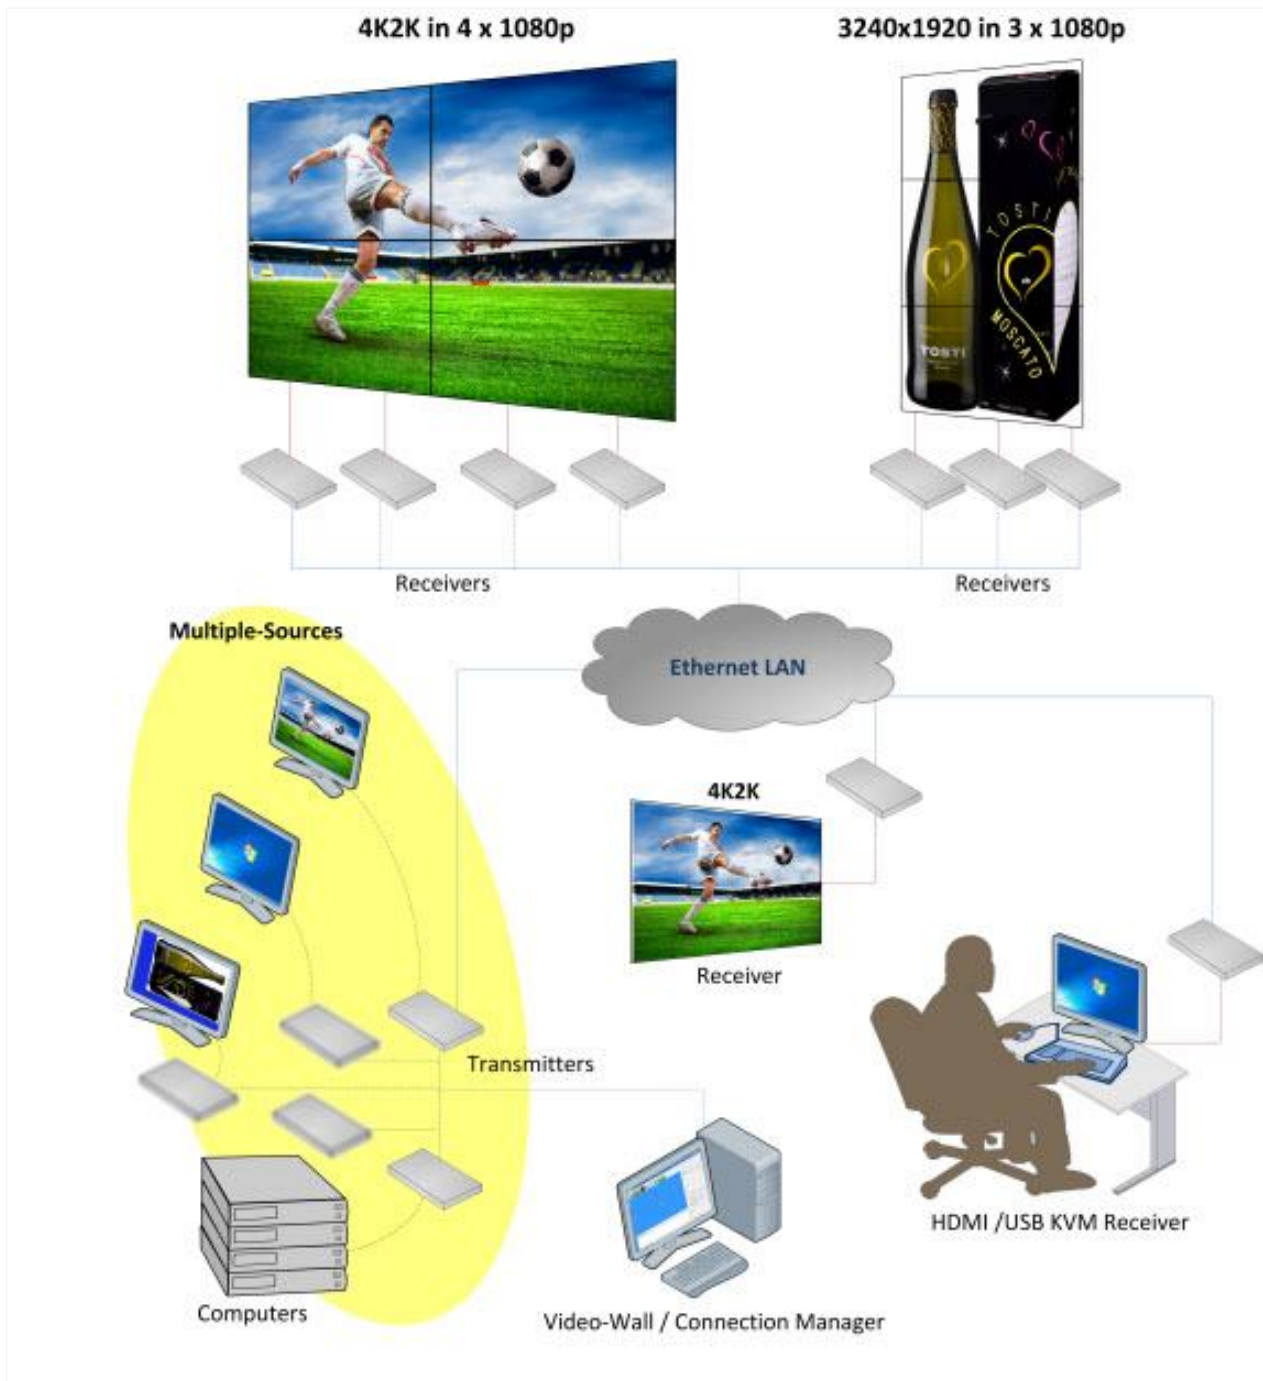 4K2K in 4 x 1080p
3240x1920 in 3 x 1080p
TOSTI
TOSTI
MOSCATO
Receivers
Receivers
Multiple-Sources
Ethernet LAN
4K2K
Receiver
Transmitters
HDMI /USB KVM Receiver
Computers
Video-Wall / Connection Manager